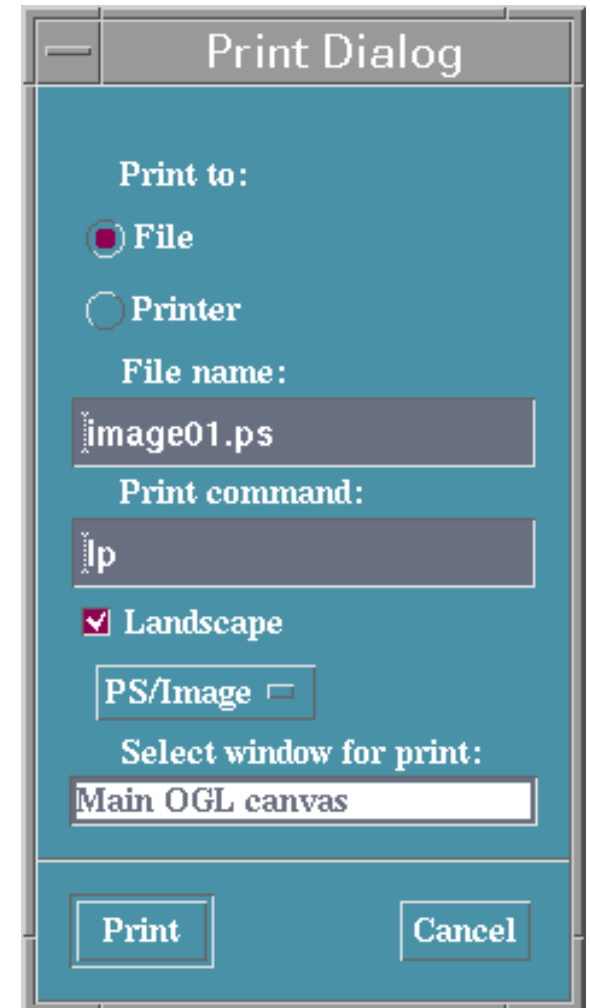 Print Dialog
Print to:
File
Printer
File name:
image01.ps
Print command:
lp
Landscape
PS/Image
Select window for print:
Main OGL canvas
Print Cancel